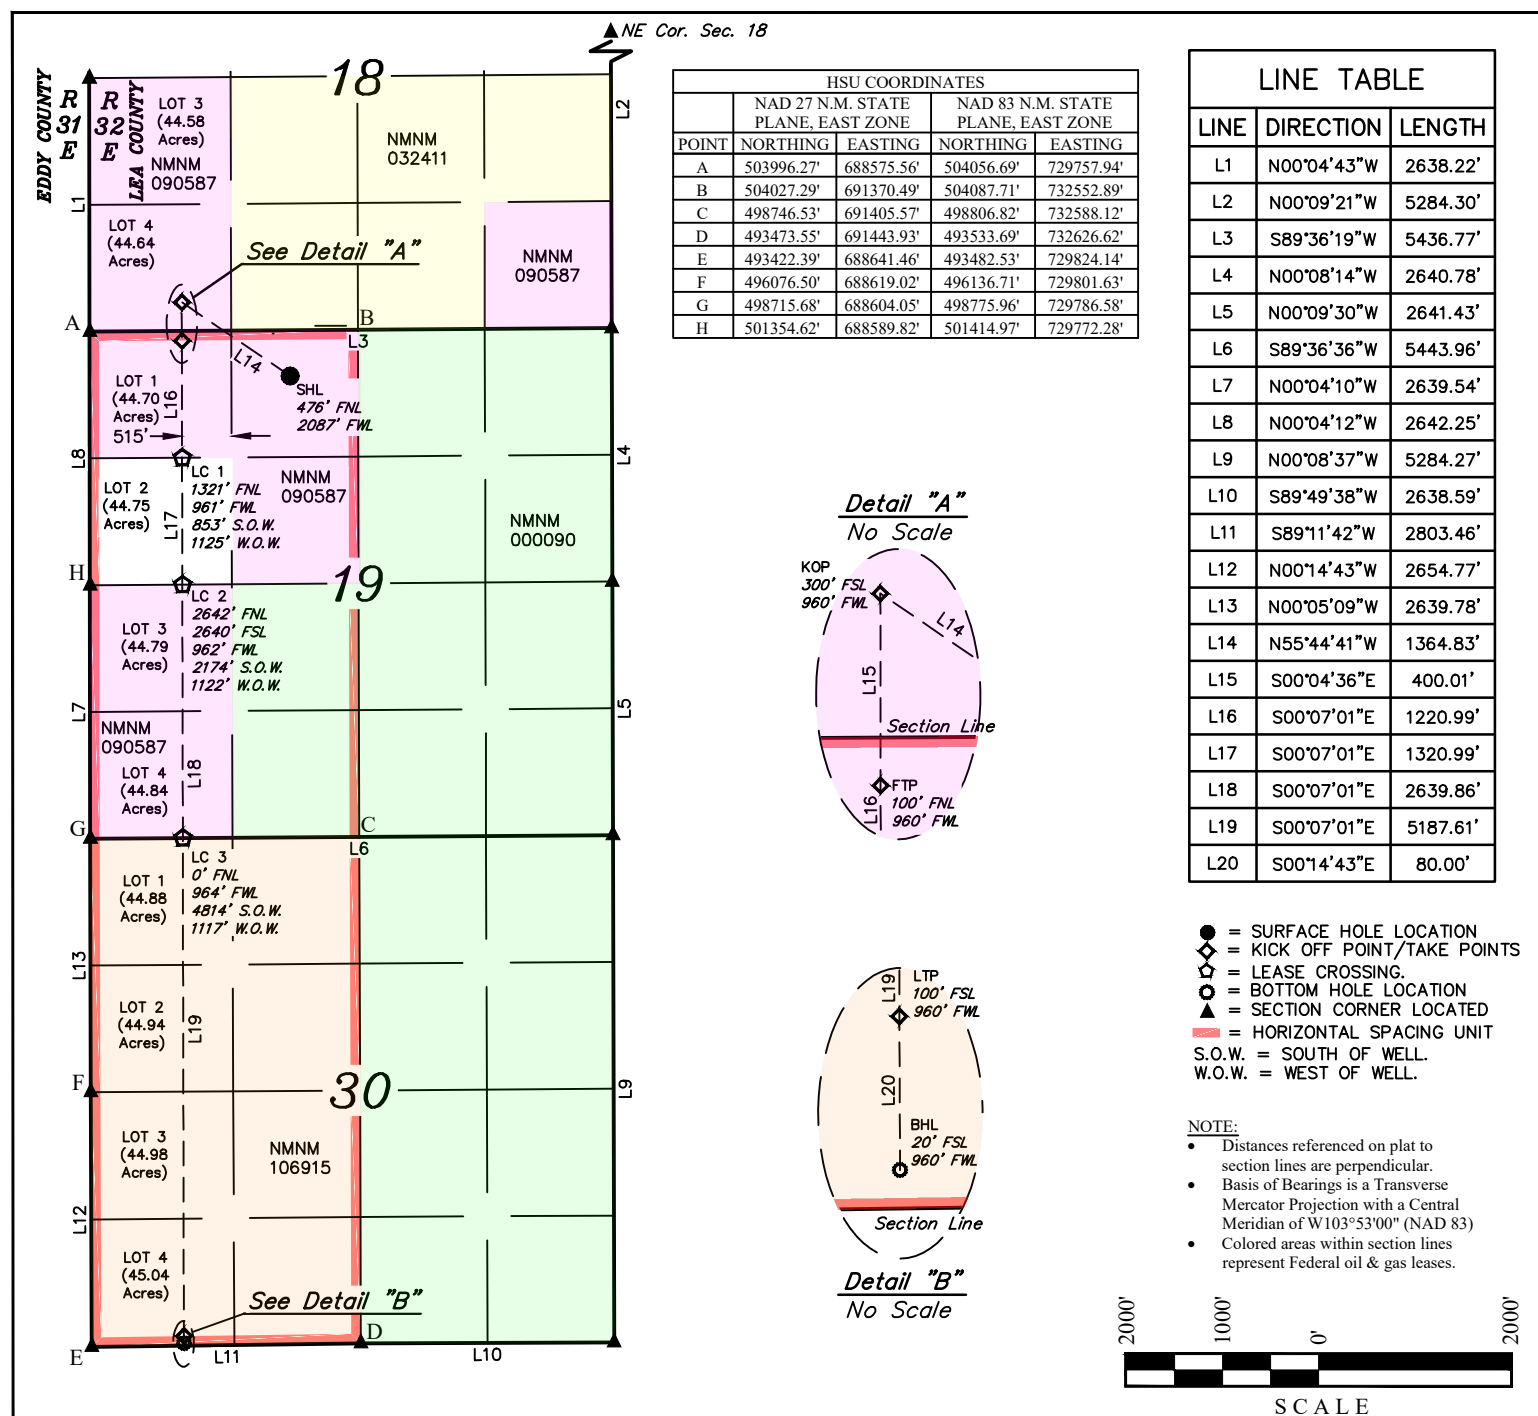 NE Cor. Sec. 18
EDDY COUNTY
R
31
E
R
32
E
LEA COUNTY
LOT 3
(44.58
Acres)
NMNM
090587
18
NMNM
032411
L2
L1
LOT 4
(44.64
Acres)
See Detail "A"
NMNM
090587
A
B
L3
L14
LOT 1
(44.70
Acres)
L16
515'
SHL
476' FNL
2087' FWL
L8
L4
LOT 2
(44.75
Acres)
L17
LC 1
1321' FNL
961' FWL
853' S.O.W.
1125' W.O.W.
NMNM
090587
NMNM
000090
H
19
LOT 3
(44.79
Acres)
LC 2
2642' FNL
2640' FSL
962' FWL
2174' S.O.W.
1122' W.O.W.
L7
L5
NMNM
090587
LOT 4
(44.84
Acres)
L18
G
C
L6
LOT 1
(44.88
Acres)
LC 3
0' FNL
964' FWL
4814' S.O.W.
1117' W.O.W.
L13
LOT 2
(44.94
Acres)
L19
F
30
L9
LOT 3
(44.98
Acres)
NMNM
106915
L12
LOT 4
(45.04
Acres)
See Detail "B"
E
D
L11
L10
HSU COORDINATES
NAD 27 N.M. STATE PLANE, EAST ZONE NAD 83 N.M. STATE PLANE, EAST ZONE
POINT NORTHING EASTING NORTHING EASTING
A 503996.27' 688575.56' 504056.69' 729757.94'
B 504027.29' 691370.49' 504087.71' 732552.89'
C 498746.53' 691405.57' 498806.82' 732588.12'
D 493473.55' 691443.93' 493533.69' 732626.62'
E 493422.39' 688641.46' 493482.53' 729824.14'
F 496076.50' 688619.02' 496136.71' 729801.63'
G 498715.68' 688604.05' 498775.96' 729786.58'
H 501354.62' 688589.82' 501414.97' 729772.28'
Detail "A"
No Scale
KOP
300' FSL
960' FWL
L14
L15
Section Line
FTP
100' FNL
960' FWL
L16
LTP
100' FSL
960' FWL
L19
L20
BHL
20' FSL
960' FWL
Section Line
Detail "B"
No Scale
LINE TABLE
LINE DIRECTION LENGTH
L1 N00°04'43"W 2638.22'
L2 N00°09'21"W 5284.30'
L3 S89°36'19"W 5436.77'
L4 N00°08'14"W 2640.78'
L5 N00°09'30"W 2641.43'
L6 S89°36'36"W 5443.96'
L7 N00°04'10"W 2639.54'
L8 N00°04'12"W 2642.25'
L9 N00°08'37"W 5284.27'
L10 S89°49'38"W 2638.59'
L11 S89°11'42"W 2803.46'
L12 N00°14'43"W 2654.77'
L13 N00°05'09"W 2639.78'
L14 N55°44'41"W 1364.83'
L15 S00°04'36"E 400.01'
L16 S00°07'01"E 1220.99'
L17 S00°07'01"E 1320.99'
L18 S00°07'01"E 2639.86'
L19 S00°07'01"E 5187.61'
L20 S00°14'43"E 80.00'
= SURFACE HOLE LOCATION
= KICK OFF POINT/TAKE POINTS
= LEASE CROSSING.
= BOTTOM HOLE LOCATION
= SECTION CORNER LOCATED
= HORIZONTAL SPACING UNIT
S.O.W. = SOUTH OF WELL.
W.O.W. = WEST OF WELL.
NOTE:
• Distances referenced on plat to
section lines are perpendicular.
• Basis of Bearings is a Transverse
Mercator Projection with a Central
Meridian of W103°53'00" (NAD 83)
• Colored areas within section lines
represent Federal oil & gas leases.
2000' 1000' 0' 2000'
SCALE